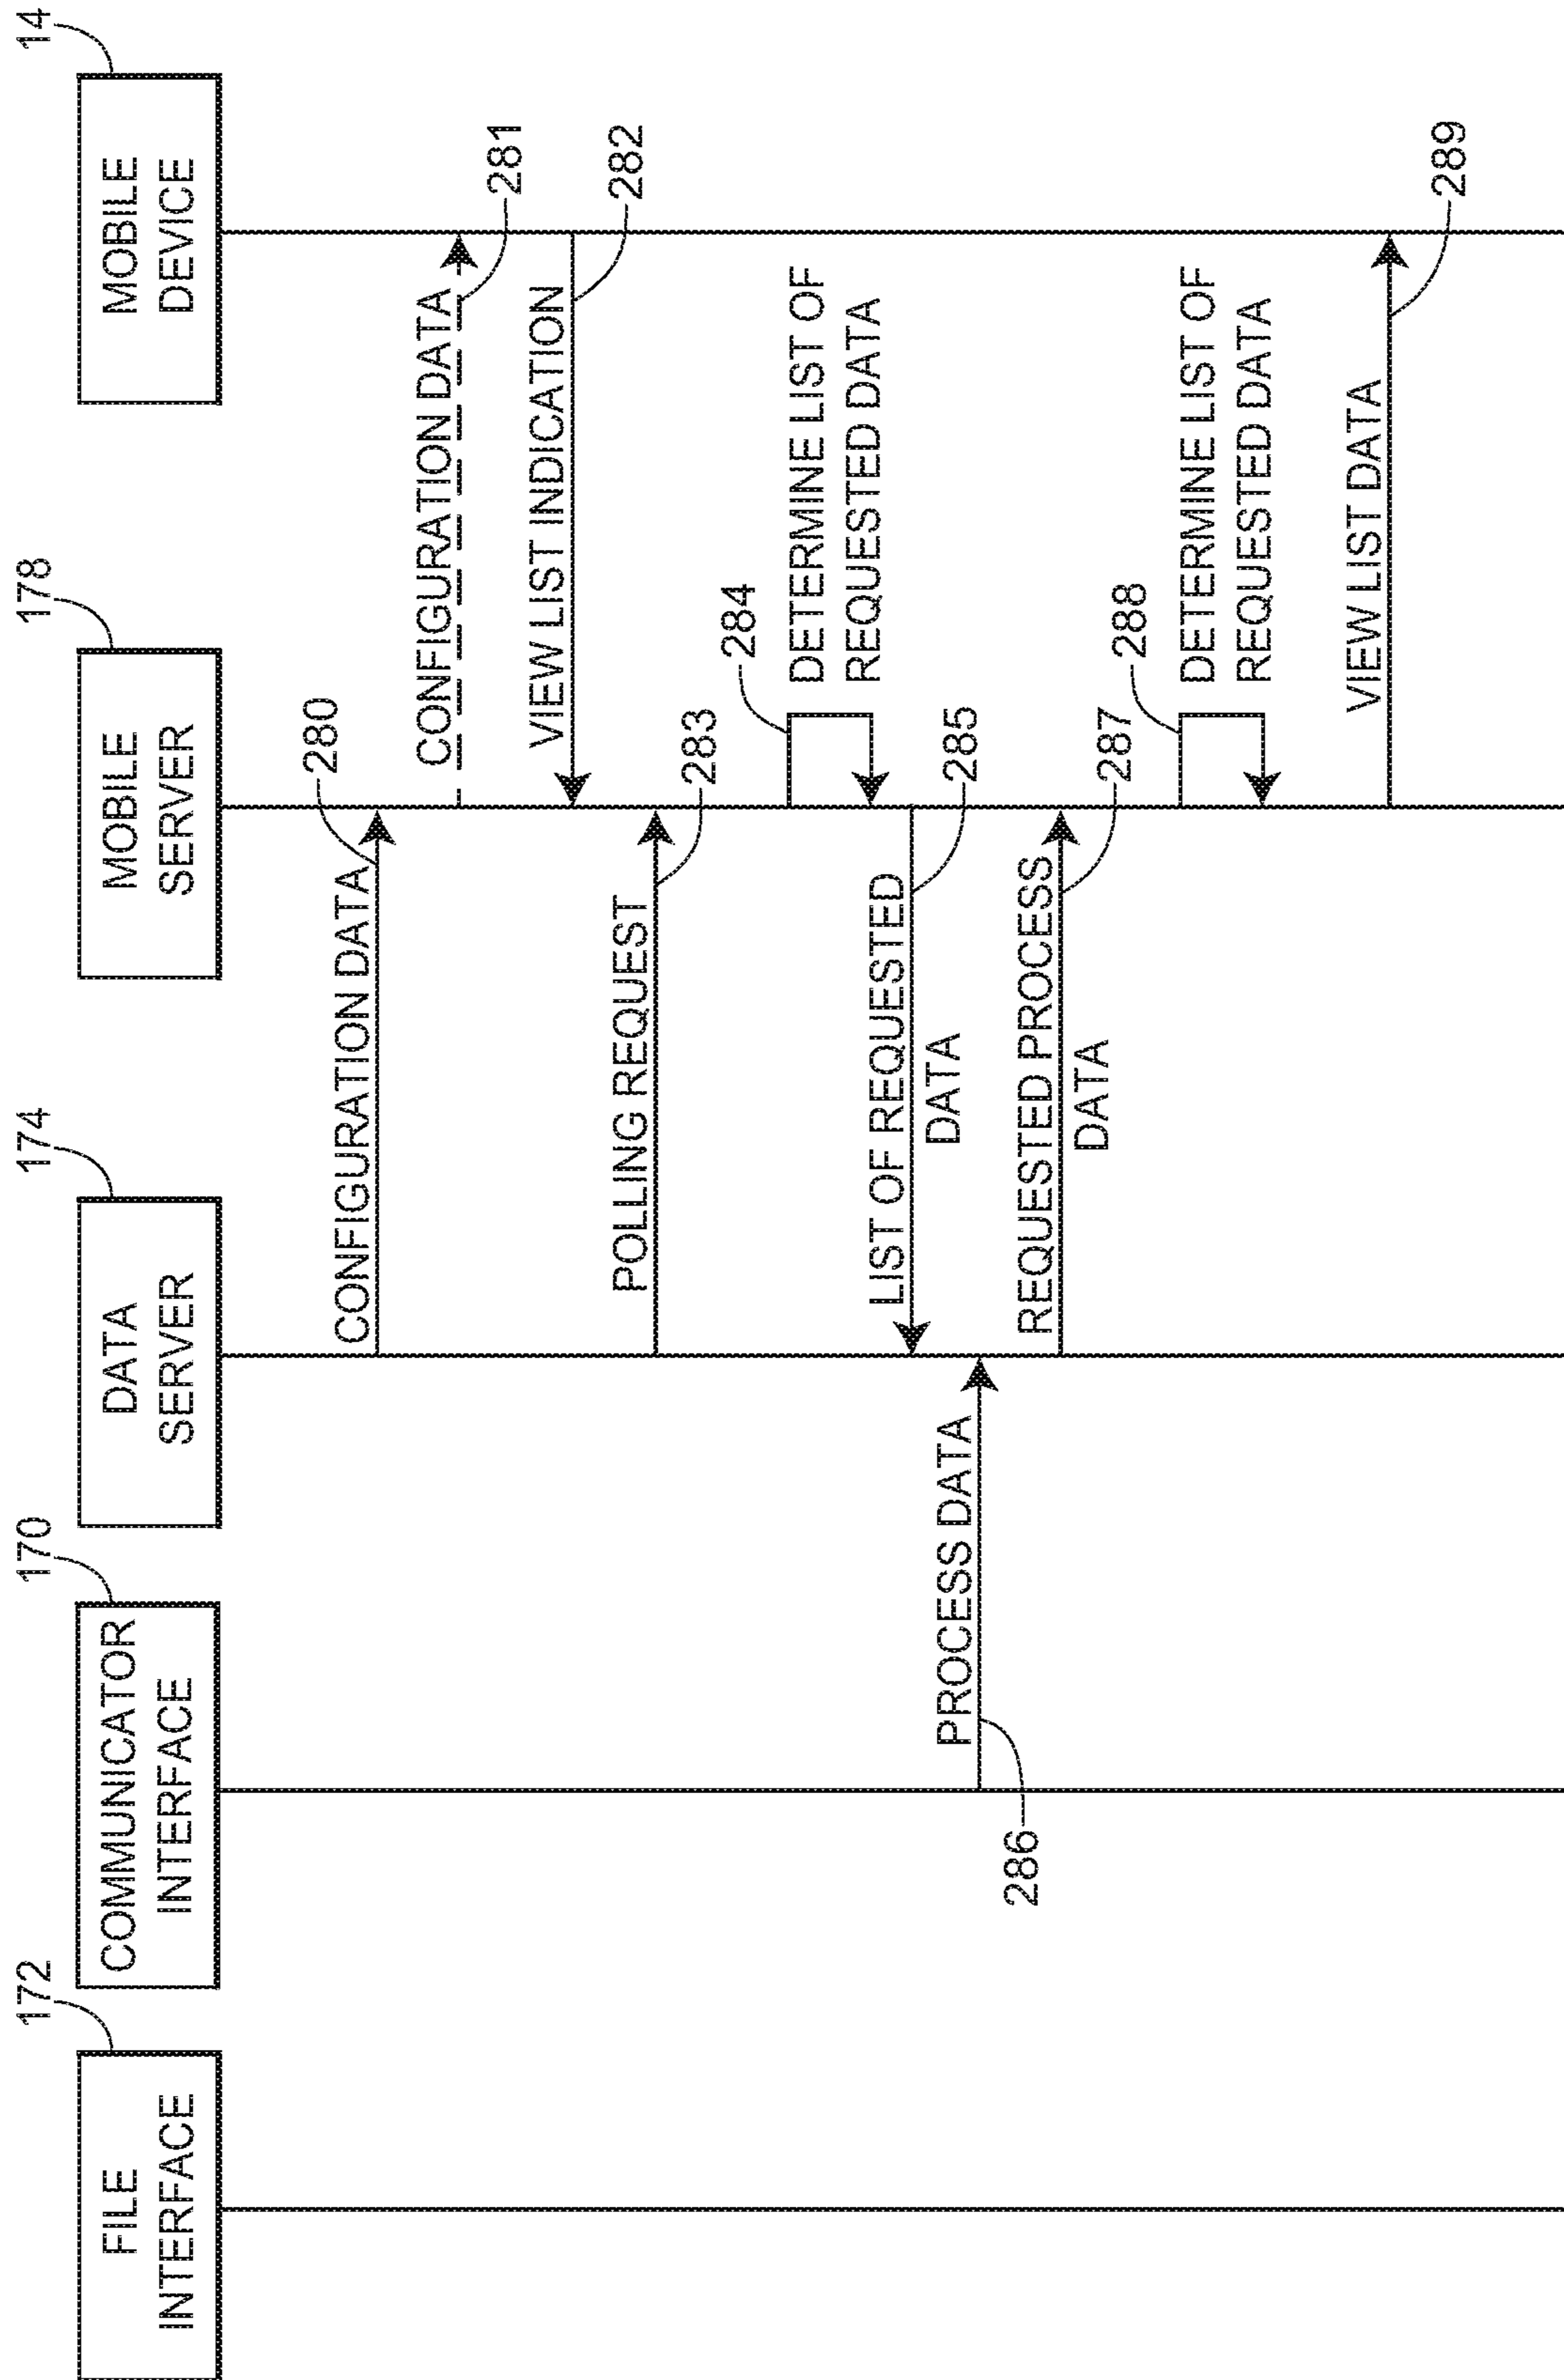 172
FILE
INTERFACE
170
COMMUNICATOR
INTERFACE
174
DATA
SERVER
178
MOBILE
SERVER
14
MOBILE
DEVICE
CONFIGURATION DATA
280
CONFIGURATION DATA
281
VIEW LIST INDICATION
282
POLLING REQUEST
283
284
DETERMINE LIST OF
REQUESTED DATA
LIST OF REQUESTED
DATA
285
PROCESS DATA
286
REQUESTED PROCESS
DATA
287
288
DETERMINE LIST OF
REQUESTED DATA
VIEW LIST DATA
289